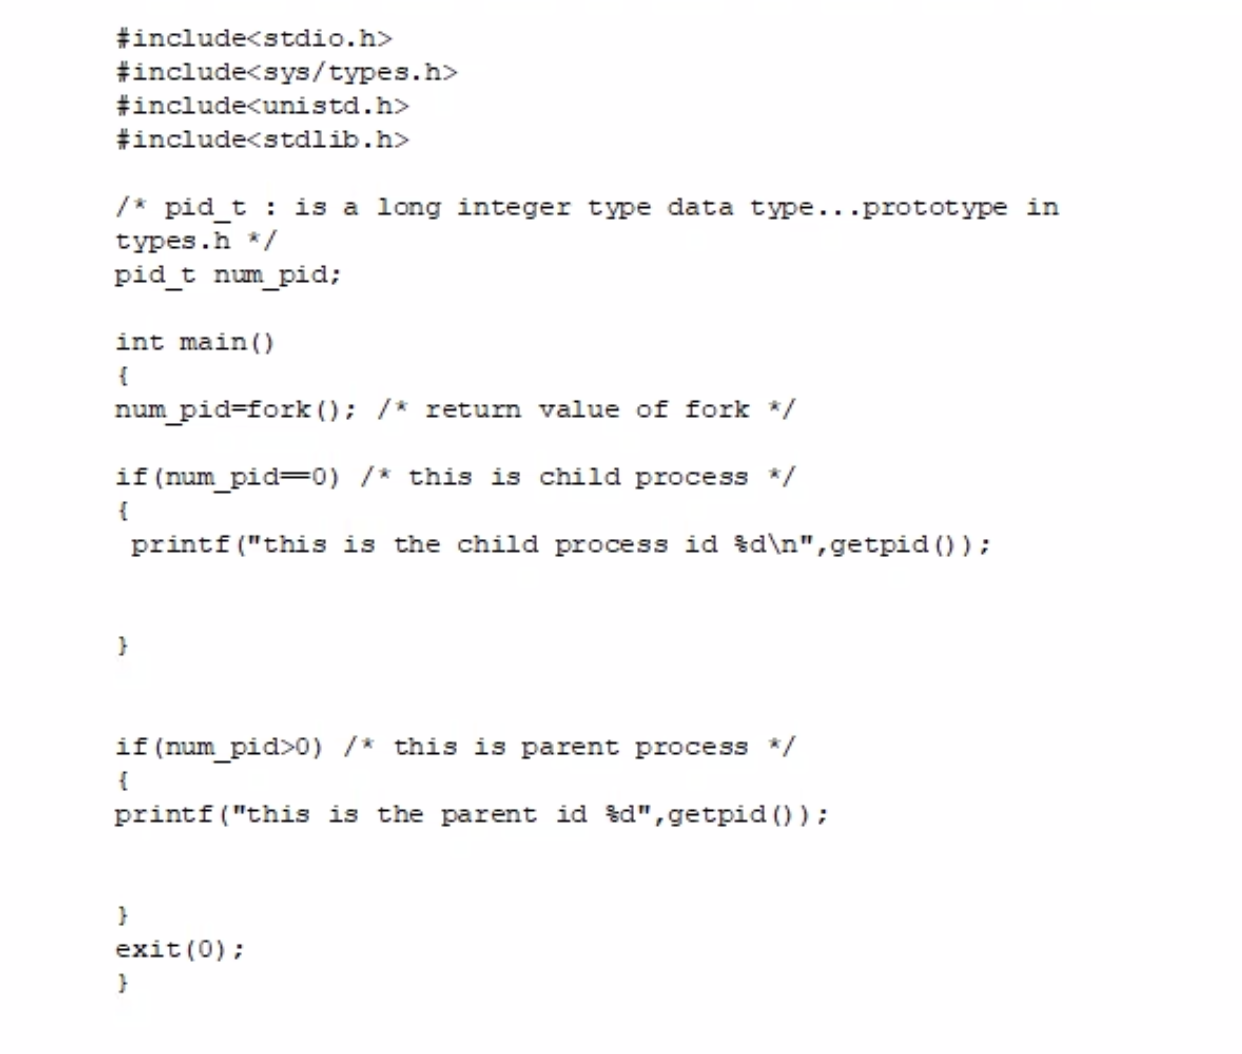 #include<stdio.h>
#include<sys/types.h>
#include<unistd.h>
#include<stdlib.h>
/* pid_t : is a long integer type data type...prototype in
types.h */
pid_t num_pid;
int main()
{
num_pid=fork(); /* return value of fork */
if(num_pid==0) /* this is child process */
{
printf("this is the child process id %d\n",getpid());
}
if(num_pid>0) /* this is parent process */
{
printf("this is the parent id %d",getpid());
}
exit(0);
}